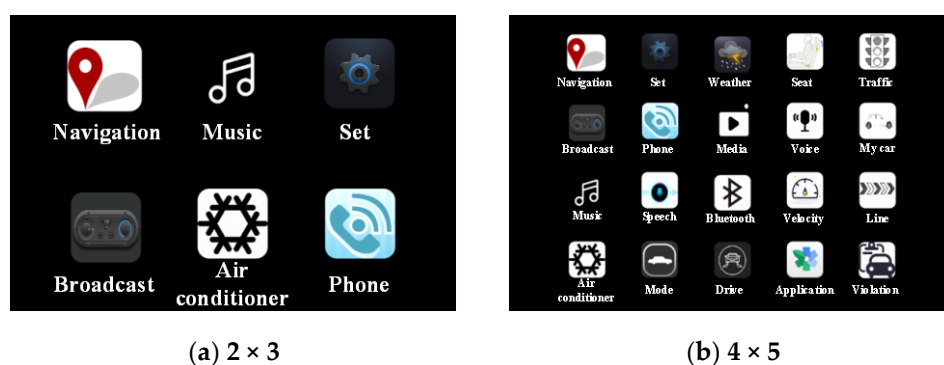 Navigation Music Set
Broadcast Air conditioner Phone
Navigation Set Weather Seat Traffic
Broadcast Phone Media Voice My car
Music Speech Bluetooth Velocity Line
Air conditioner Mode Drive Application Violation
(a) 2 × 3
(b) 4 × 5